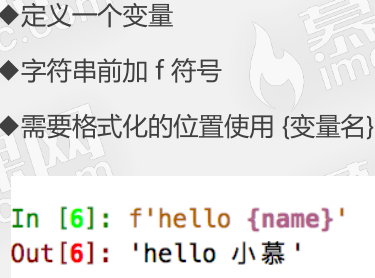 ◆定义一个变量
◆字符串前加 f 符号
◆需要格式化的位置使用 {变量名}
In [6]: f'hello {name}'
Out[6]: 'hello 小慕'